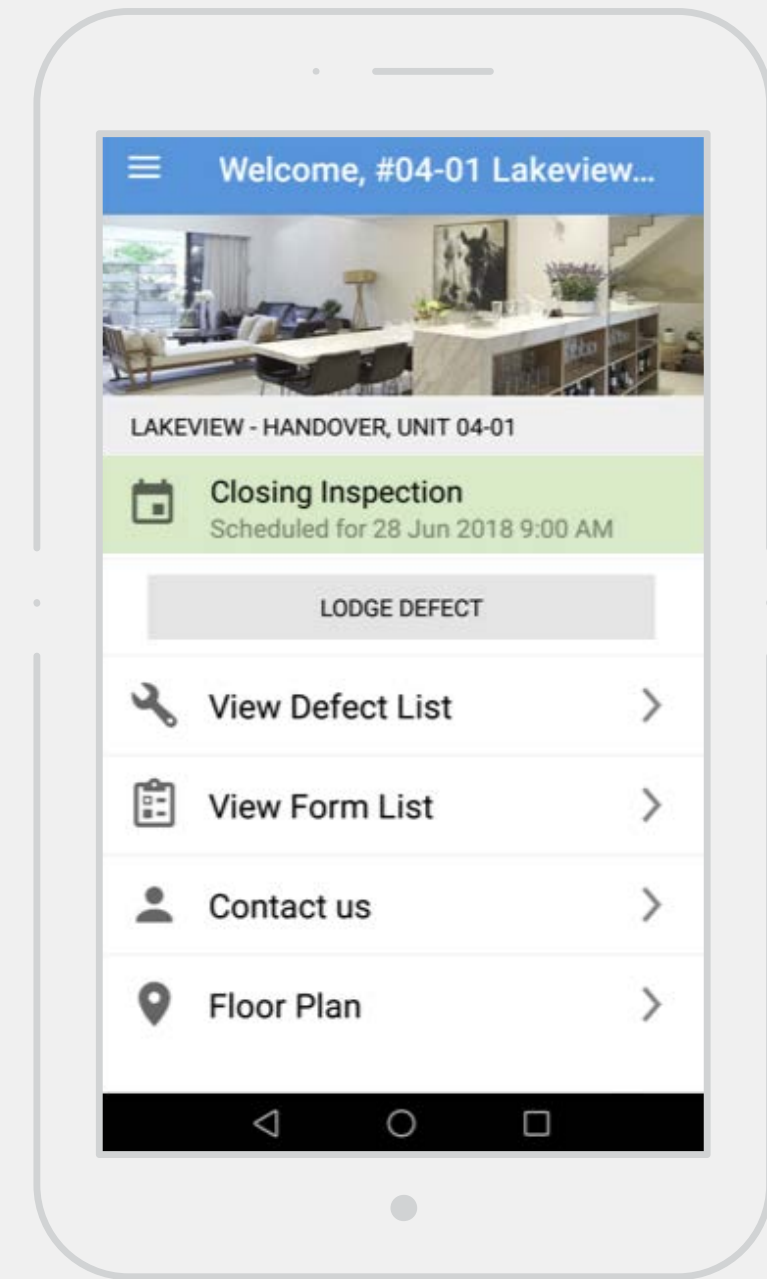 Welcome, #04-01 Lakeview...
LAKEVIEW - HANDOVER, UNIT 04-01
Closing Inspection
Scheduled for 28 Jun 2018 9:00 AM
LODGE DEFECT
View Defect List
View Form List
Contact us
Floor Plan